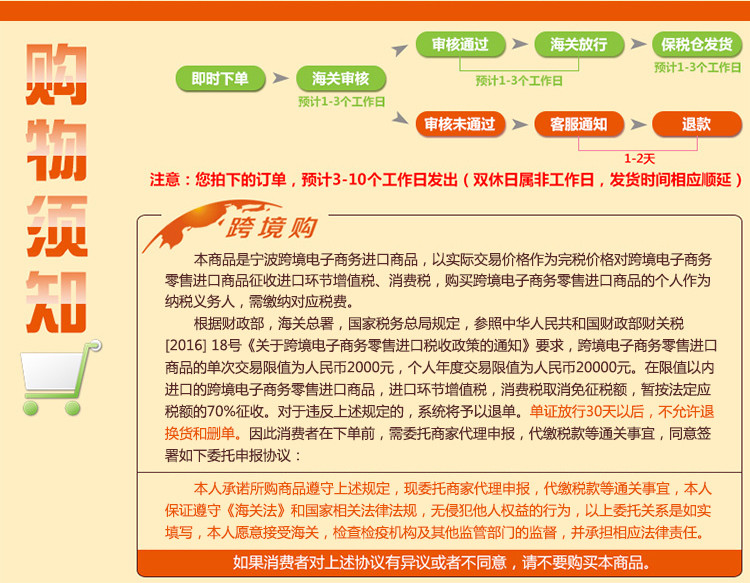 购物须知
即时下单
海关审核
预计1-3个工作日
审核通过
海关放行
保税仓发货
预计1-3个工作日
预计1-3个工作日
审核未通过
客服通知
退款
1-2天
注意：您拍下的订单，预计3-10个工作日发出（双休日属非工作日，发货时间相应顺延）
跨境购
本商品是宁波跨境电子商务进口商品，以实际交易价格作为完税价格对跨境电子商务
零售进口商品征收进口环节增值税、消费税，购买跨境电子商务零售进口商品的个人作为
纳税义务人，需缴纳对应税费。
根据财政部，海关总署，国家税务总局规定，参照中华人民共和国财政部财关税
[2016] 18号《关于跨境电子商务零售进口税收政策的通知》要求，跨境电子商务零售进口
商品的单次交易限值为人民币2000元，个人年度交易限值为人民币20000元。在限值以内
进口的跨境电子商务零售进口商品，进口环节增值税，消费税取消免征税额，暂按法定应
税额的70%征收。对于违反上述规定的，系统将予以退单。单证放行30天以后，不允许退
换货和删单。因此消费者在下单前，需委托商家代理申报，代缴税款等通关事宜，同意签
署如下委托申报协议：
本人承诺所购商品遵守上述规定，现委托商家代理申报，代缴税款等通关事宜，本人
保证遵守《海关法》和国家相关法律法规，无侵犯他人权益的行为，以上委托关系是如实
填写，本人愿意接受海关，检查检疫机构及其他监管部门的监督，并承担相应法律责任。
如果消费者对上述协议有异议或者不同意，请不要购买本商品。